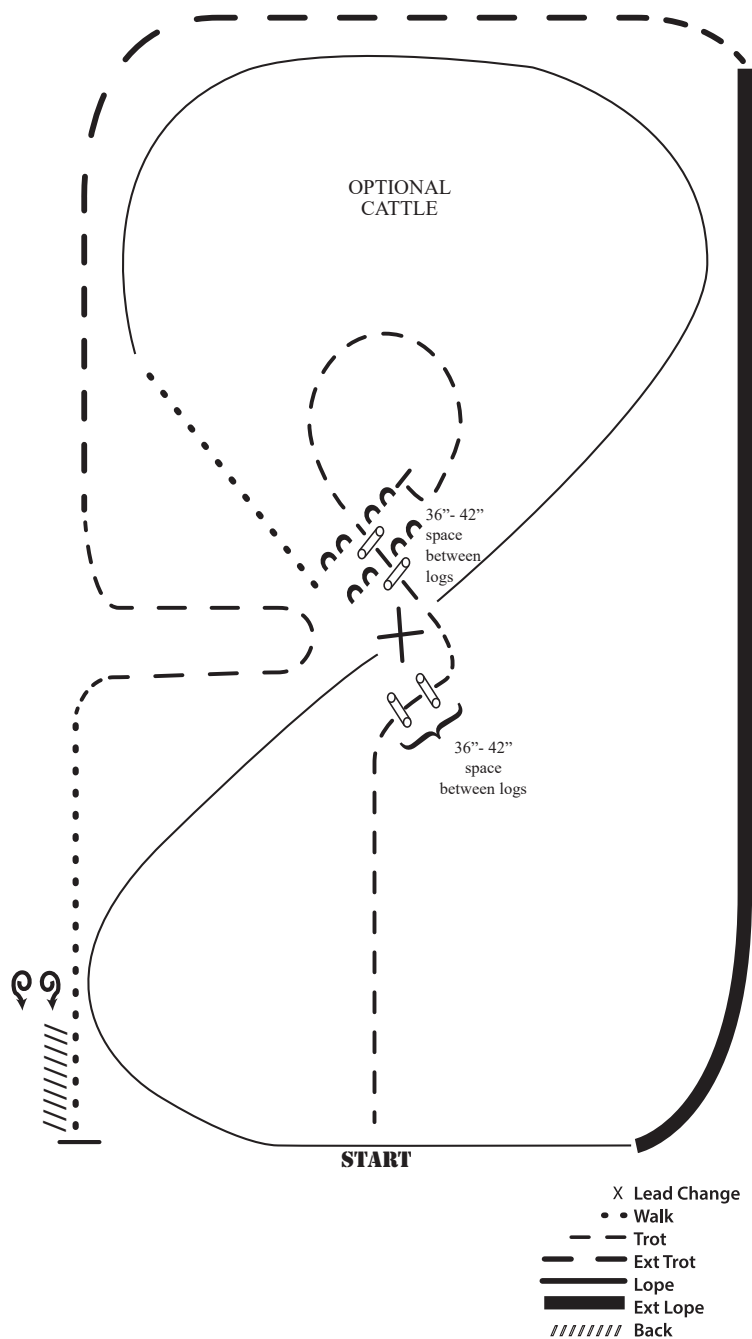 OPTIONAL
CATTLE
36”- 42”
space
between
logs
36”- 42”
space
between logs
START
X Lead Change
Walk
Trot
Ext Trot
Lope
Ext Lope
Back